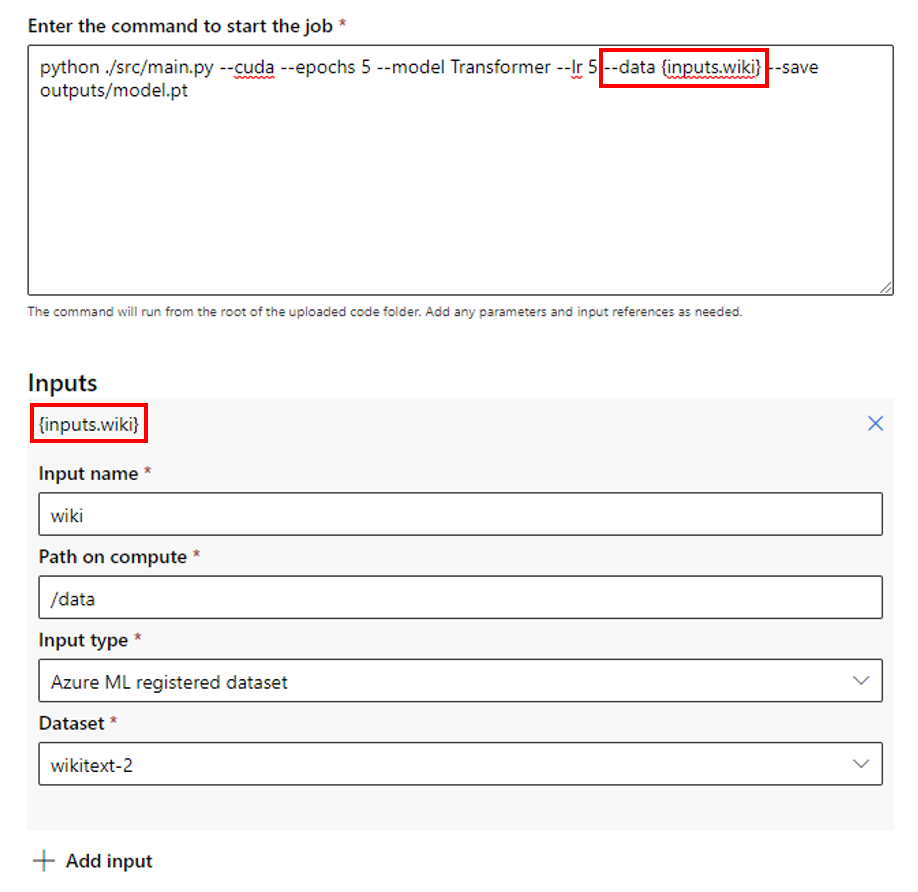 Enter the command to start the job *
python ./src/main.py --cuda --epochs 5 --model Transformer --lr 5 --data {inputs.wiki} --save
outputs/model.pt
The command will run from the root of the uploaded code folder. Add any parameters and input references as needed.
Inputs
{inputs.wiki}
Input name *
wiki
Path on compute *
/data
Input type *
Azure ML registered dataset
Dataset *
wikitext-2
Add input